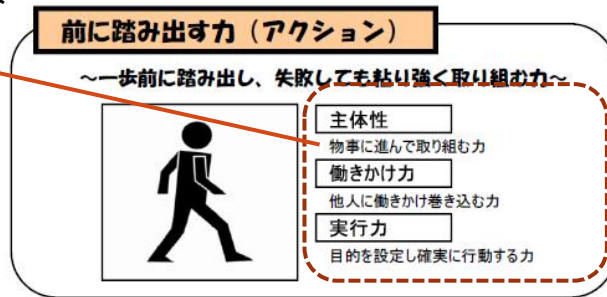 前に踏み出す力（アクション）
～一歩前に踏み出し、失敗しても粘り強く取り組む力～
主体性
物事に進んで取り組む力
働きかけ力
他人に働きかけ巻き込む力
実行力
目的を設定し確実に行動する力